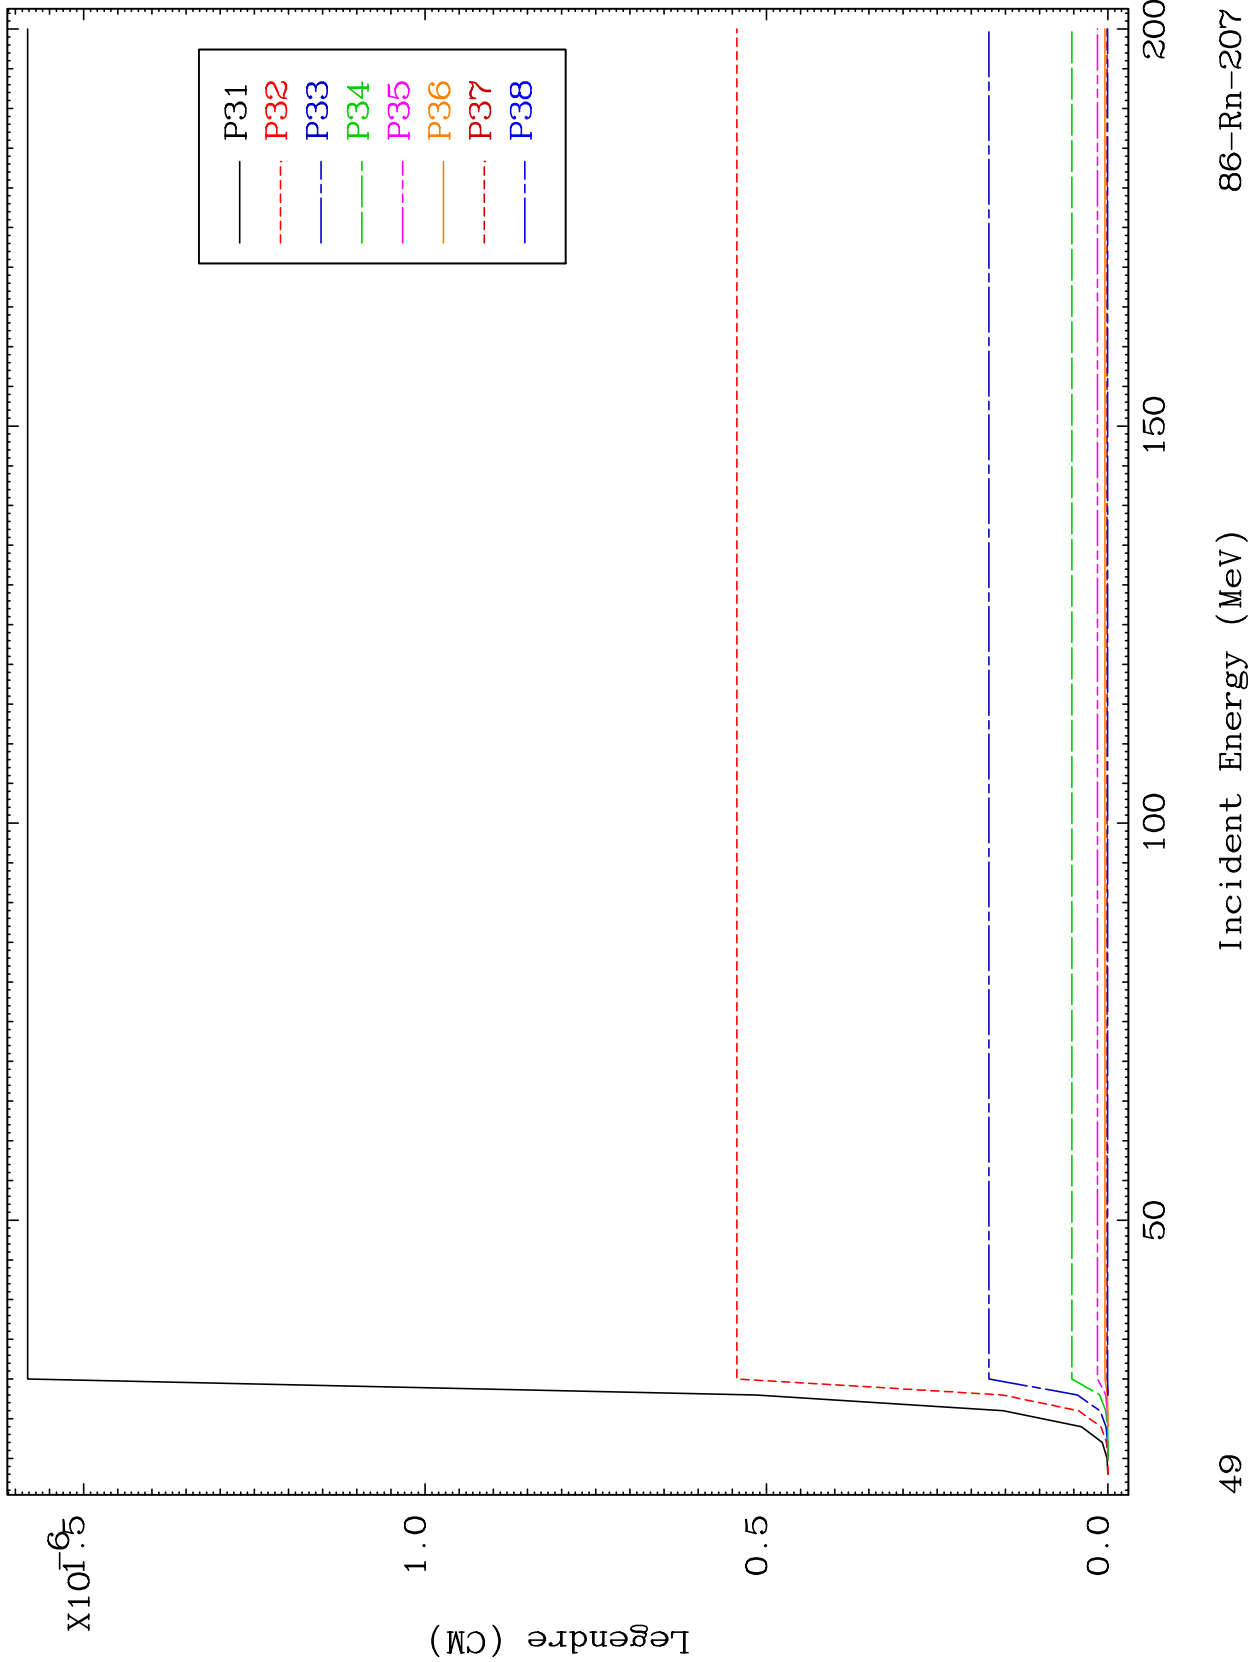 X10-6
1.5
1.0
0.5
0.0
Legendre (CM)
P31
P32
P33
P34
P35
P36
P37
P38
50
100
150
200
Incident Energy (MeV)
49
86-Rn-207